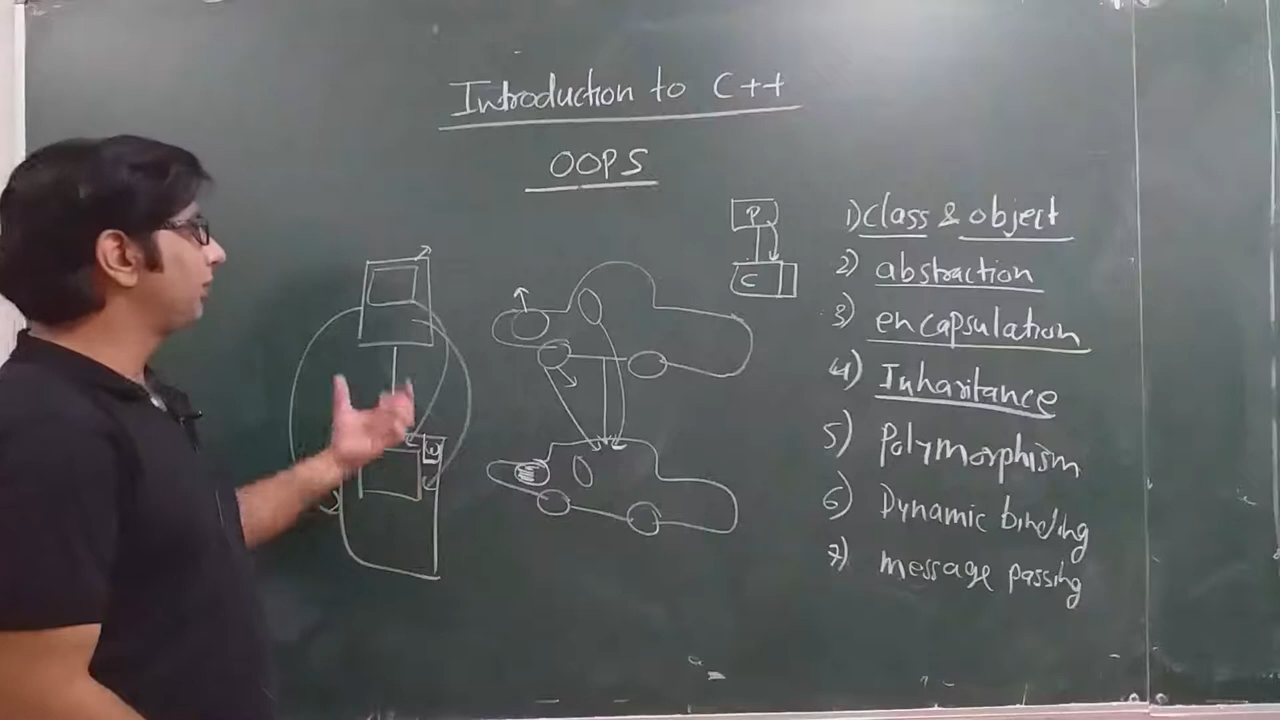 Introduction to C++
OOPS
P
C
1) class & object
2) abstraction
3) encapsulation
4) Inharitance
5) Polymorphism
6) Dynamic binding
7) message passing
W